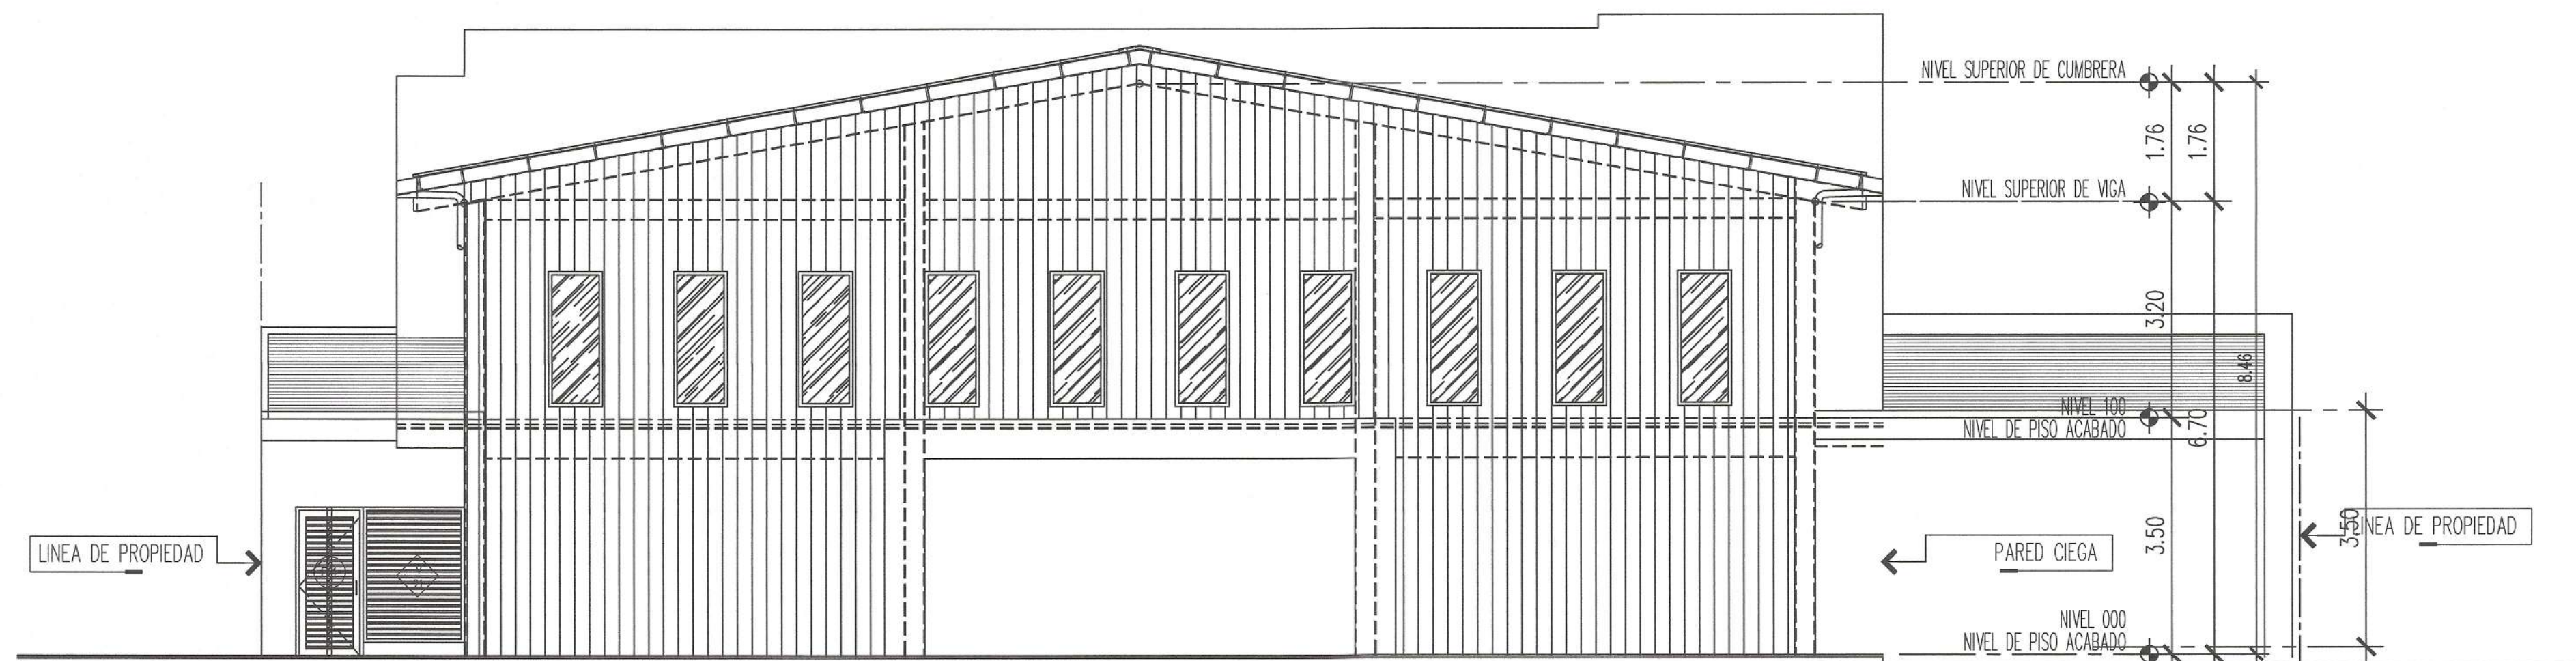 NIVEL SUPERIOR DE CUMBRERA
1.76
1.76
NIVEL SUPERIOR DE VIGA
3.20
8.46
NIVEL 100
NIVEL DE PISO ACABADO
6.70
LINEA DE PROPIEDAD
PARED CIEGA
3.50
3.50
LINEA DE PROPIEDAD
NIVEL 000
NIVEL DE PISO ACABADO